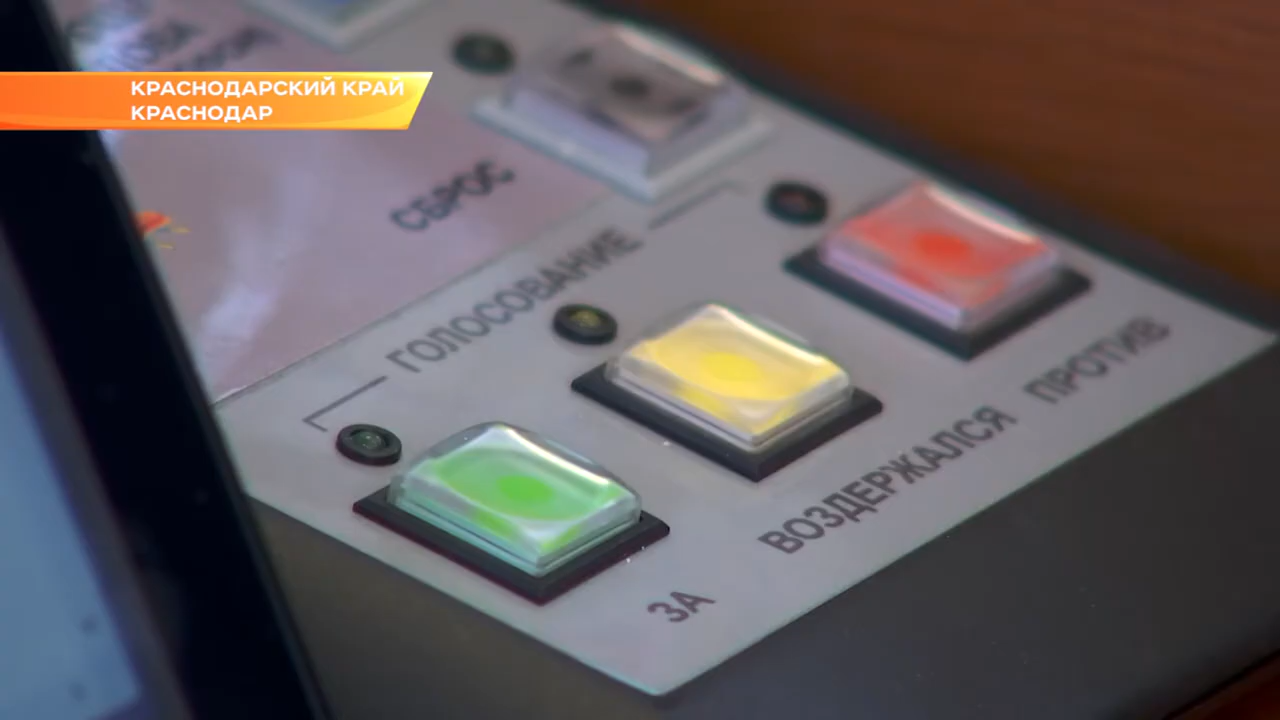 КРАСНОДАРСКИЙ КРАЙ
КРАСНОДАР
СБРОС
ГОЛОСОВАНИЕ
ЗА
ВОЗДЕРЖАЛСЯ
ПРОТИВ